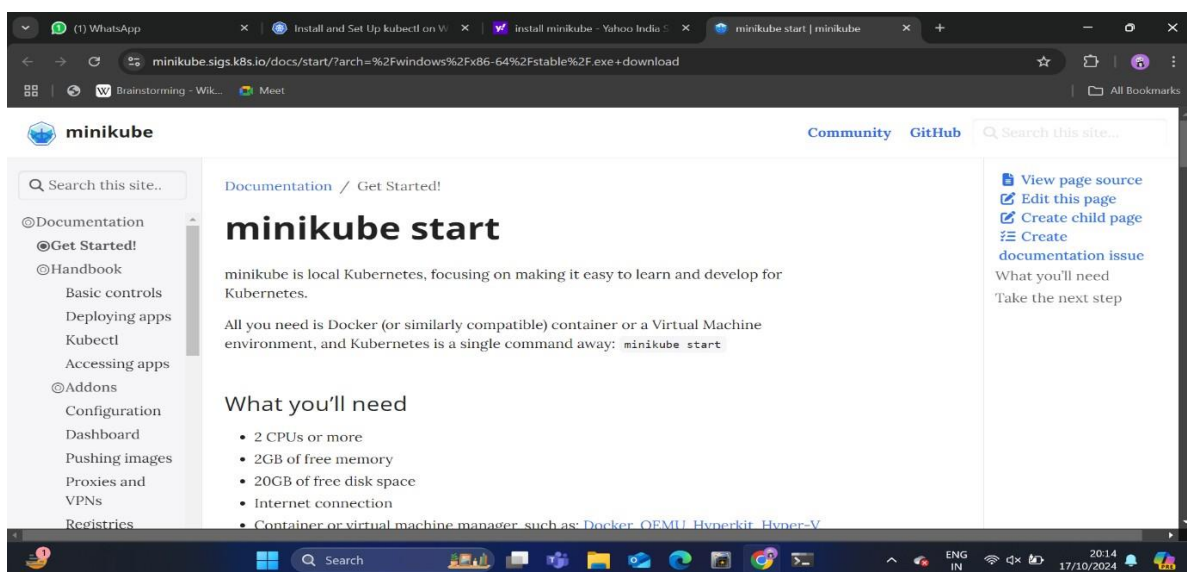 (1) WhatsApp
Install and Set Up kubectl on W
install minikube - Yahoo India S
minikube start | minikube
minikube.sigs.k8s.io/docs/start/?arch=%2Fwindows%2Fx86-64%2Fstable%2F.exe+download
Brainstorming - Wik...
Meet
All Bookmarks
minikube
Community
GitHub
Search this site...
Search this site..
Documentation
Get Started!
Handbook
Basic controls
Deploying apps
Kubectl
Accessing apps
Addons
Configuration
Dashboard
Pushing images
Proxies and
VPNs
Registries
Documentation / Get Started!
minikube start
minikube is local Kubernetes, focusing on making it easy to learn and develop for
Kubernetes.
All you need is Docker (or similarly compatible) container or a Virtual Machine
environment, and Kubernetes is a single command away: minikube start
What you'll need
• 2 CPUs or more
• 2GB of free memory
• 20GB of free disk space
• Internet connection
• Container or virtual machine manager, such as: Docker, QEMU, Hyperkit, Hyper-V
View page source
Edit this page
Create child page
Create
documentation issue
What you'll need
Take the next step
1
Search
ENG
IN
20:14
17/10/2024
PRE